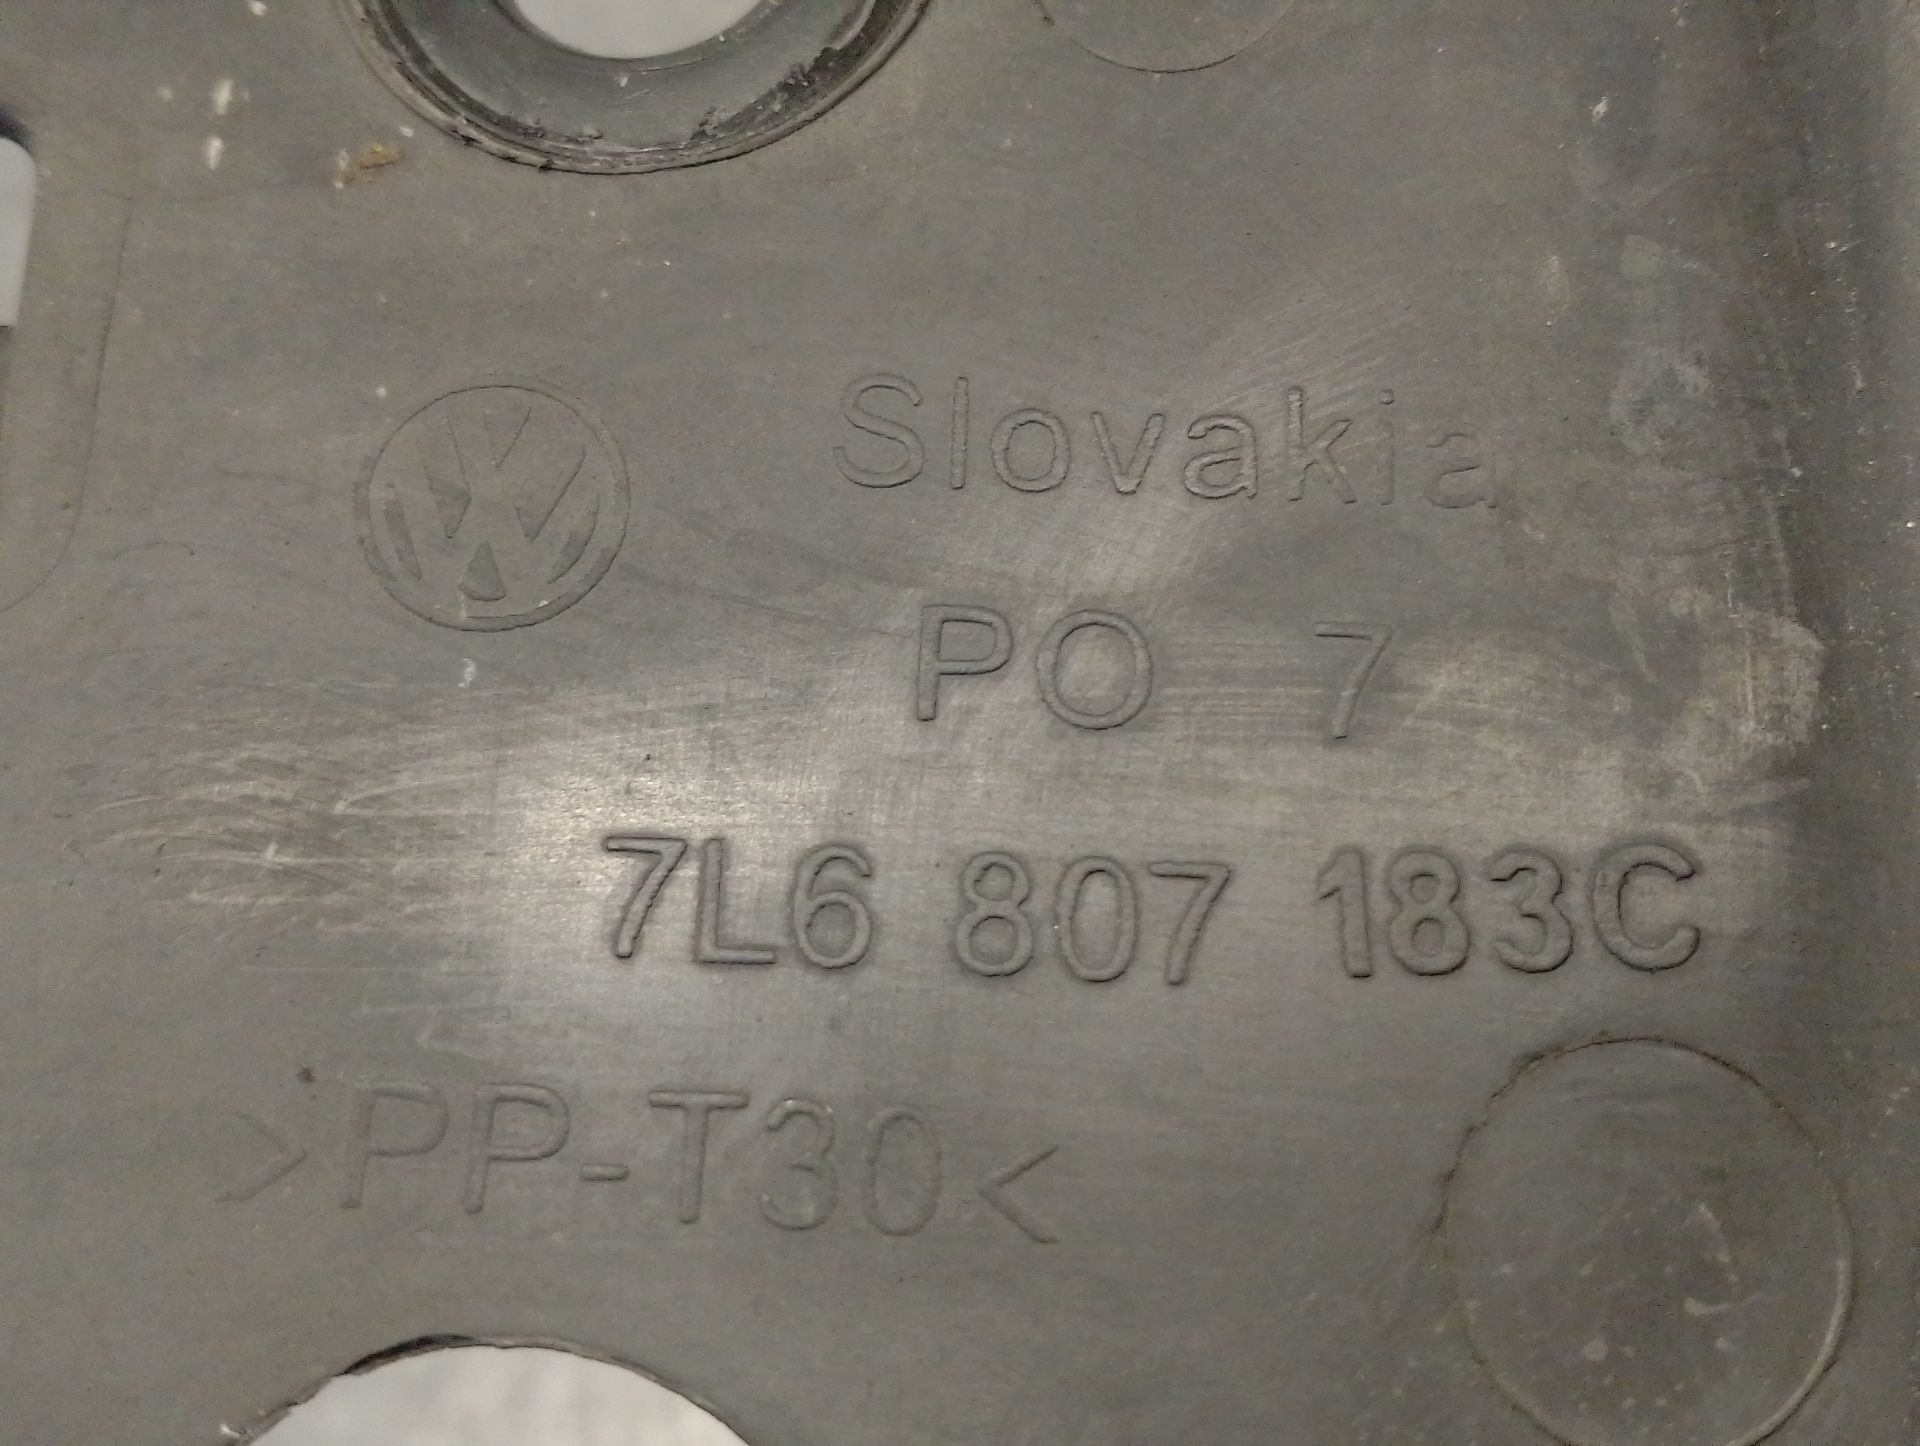 Slovakia
PO 7
7L6 807 183C
>PP-T30<